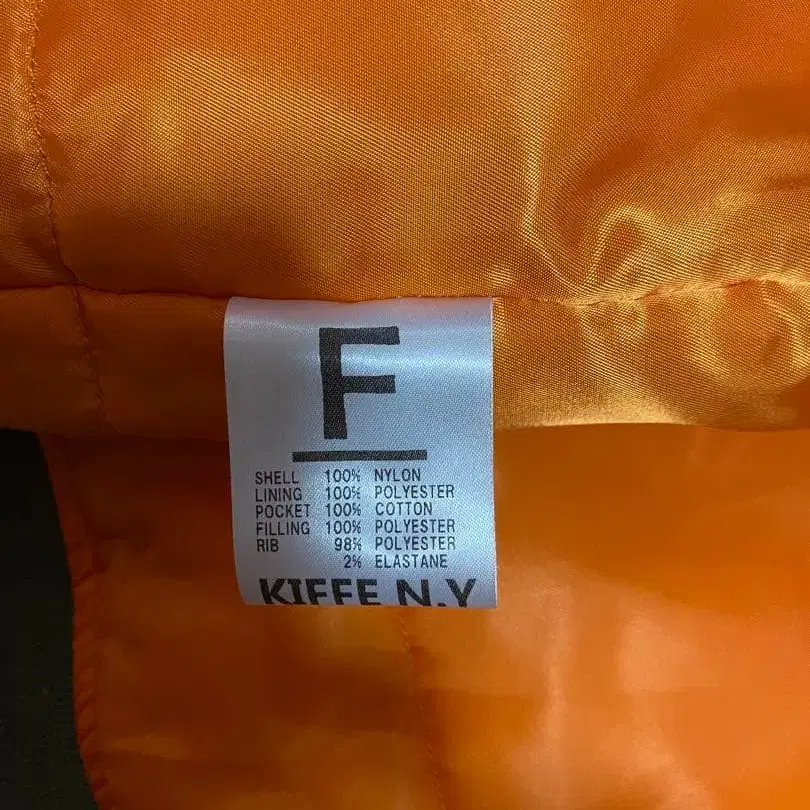 F
SHELL 100% NYLON
LINING 100% POLYESTER
POCKET 100% COTTON
FILLING 100% POLYESTER
RIB 98% POLYESTER
2% ELASTANE
KIFFE N.Y